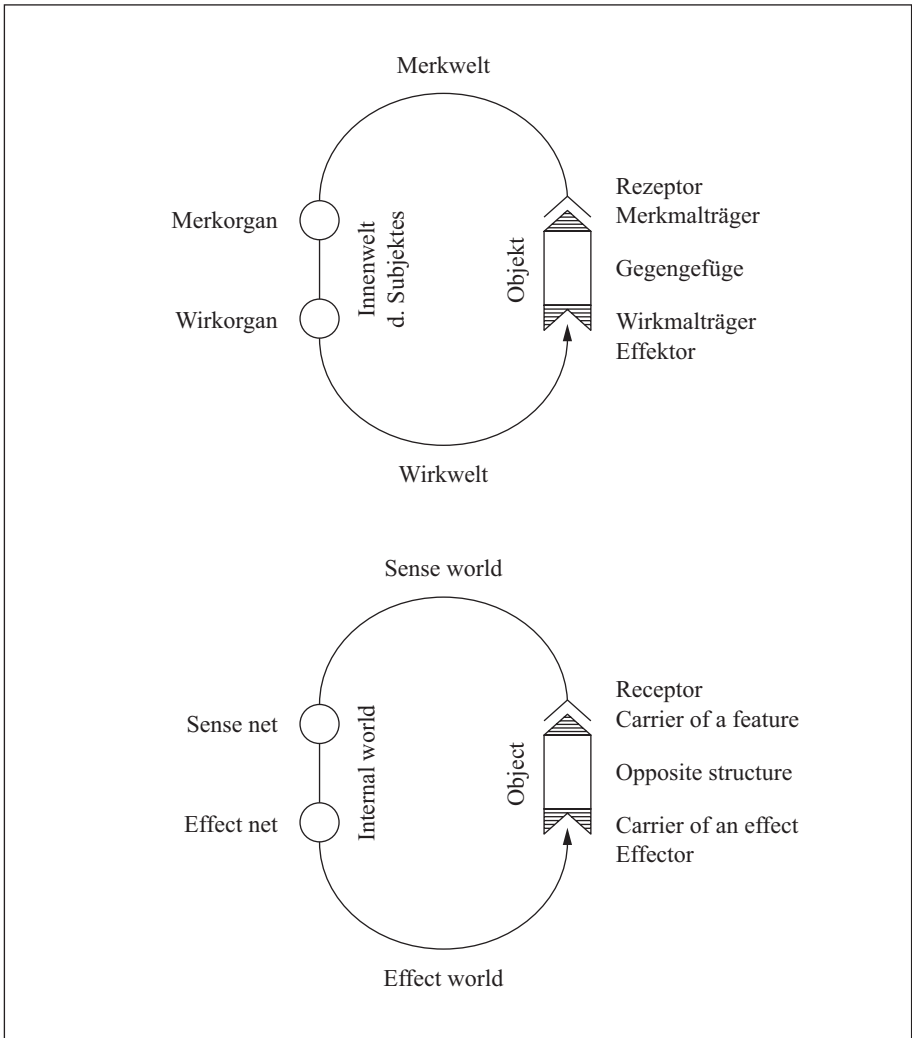 Merkwelt
Merkorgan
Wirkorgan
Innenwelt
d. Subjektes
Objekt
Rezeptor
Merkmalträger
Gegengefüge
Wirkmalträger
Effektor
Wirkwelt
Sense world
Sense net
Effect net
Internal world
Object
Receptor
Carrier of a feature
Opposite structure
Carrier of an effect
Effector
Effect world